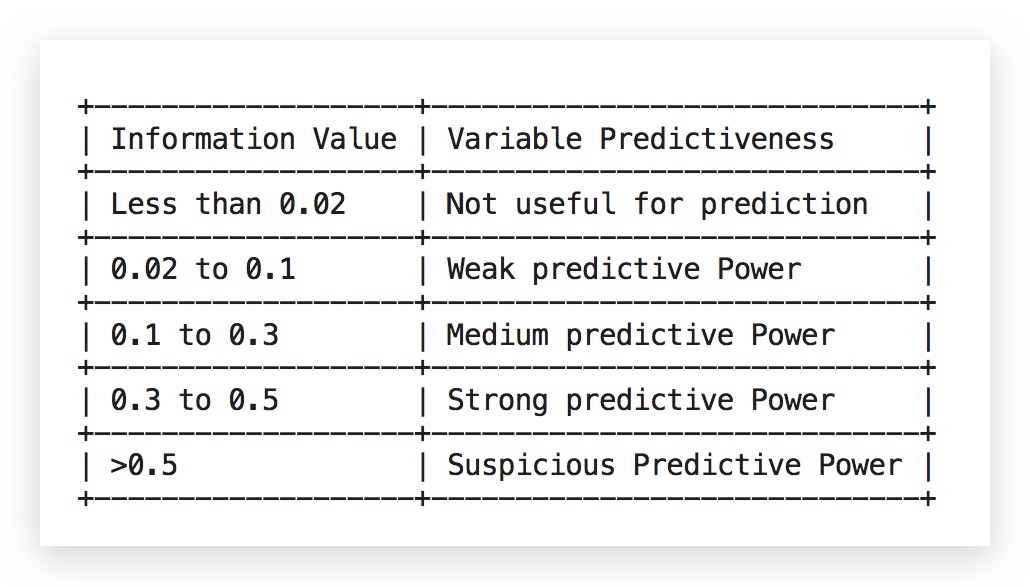 +-------------------+-----------------------------+
| Information Value | Variable Predictiveness     |
+-------------------+-----------------------------+
| Less than 0.02    | Not useful for prediction   |
+-------------------+-----------------------------+
| 0.02 to 0.1       | Weak predictive Power       |
+-------------------+-----------------------------+
| 0.1 to 0.3        | Medium predictive Power     |
+-------------------+-----------------------------+
| 0.3 to 0.5        | Strong predictive Power     |
+-------------------+-----------------------------+
| >0.5              | Suspicious Predictive Power |
+-------------------+-----------------------------+